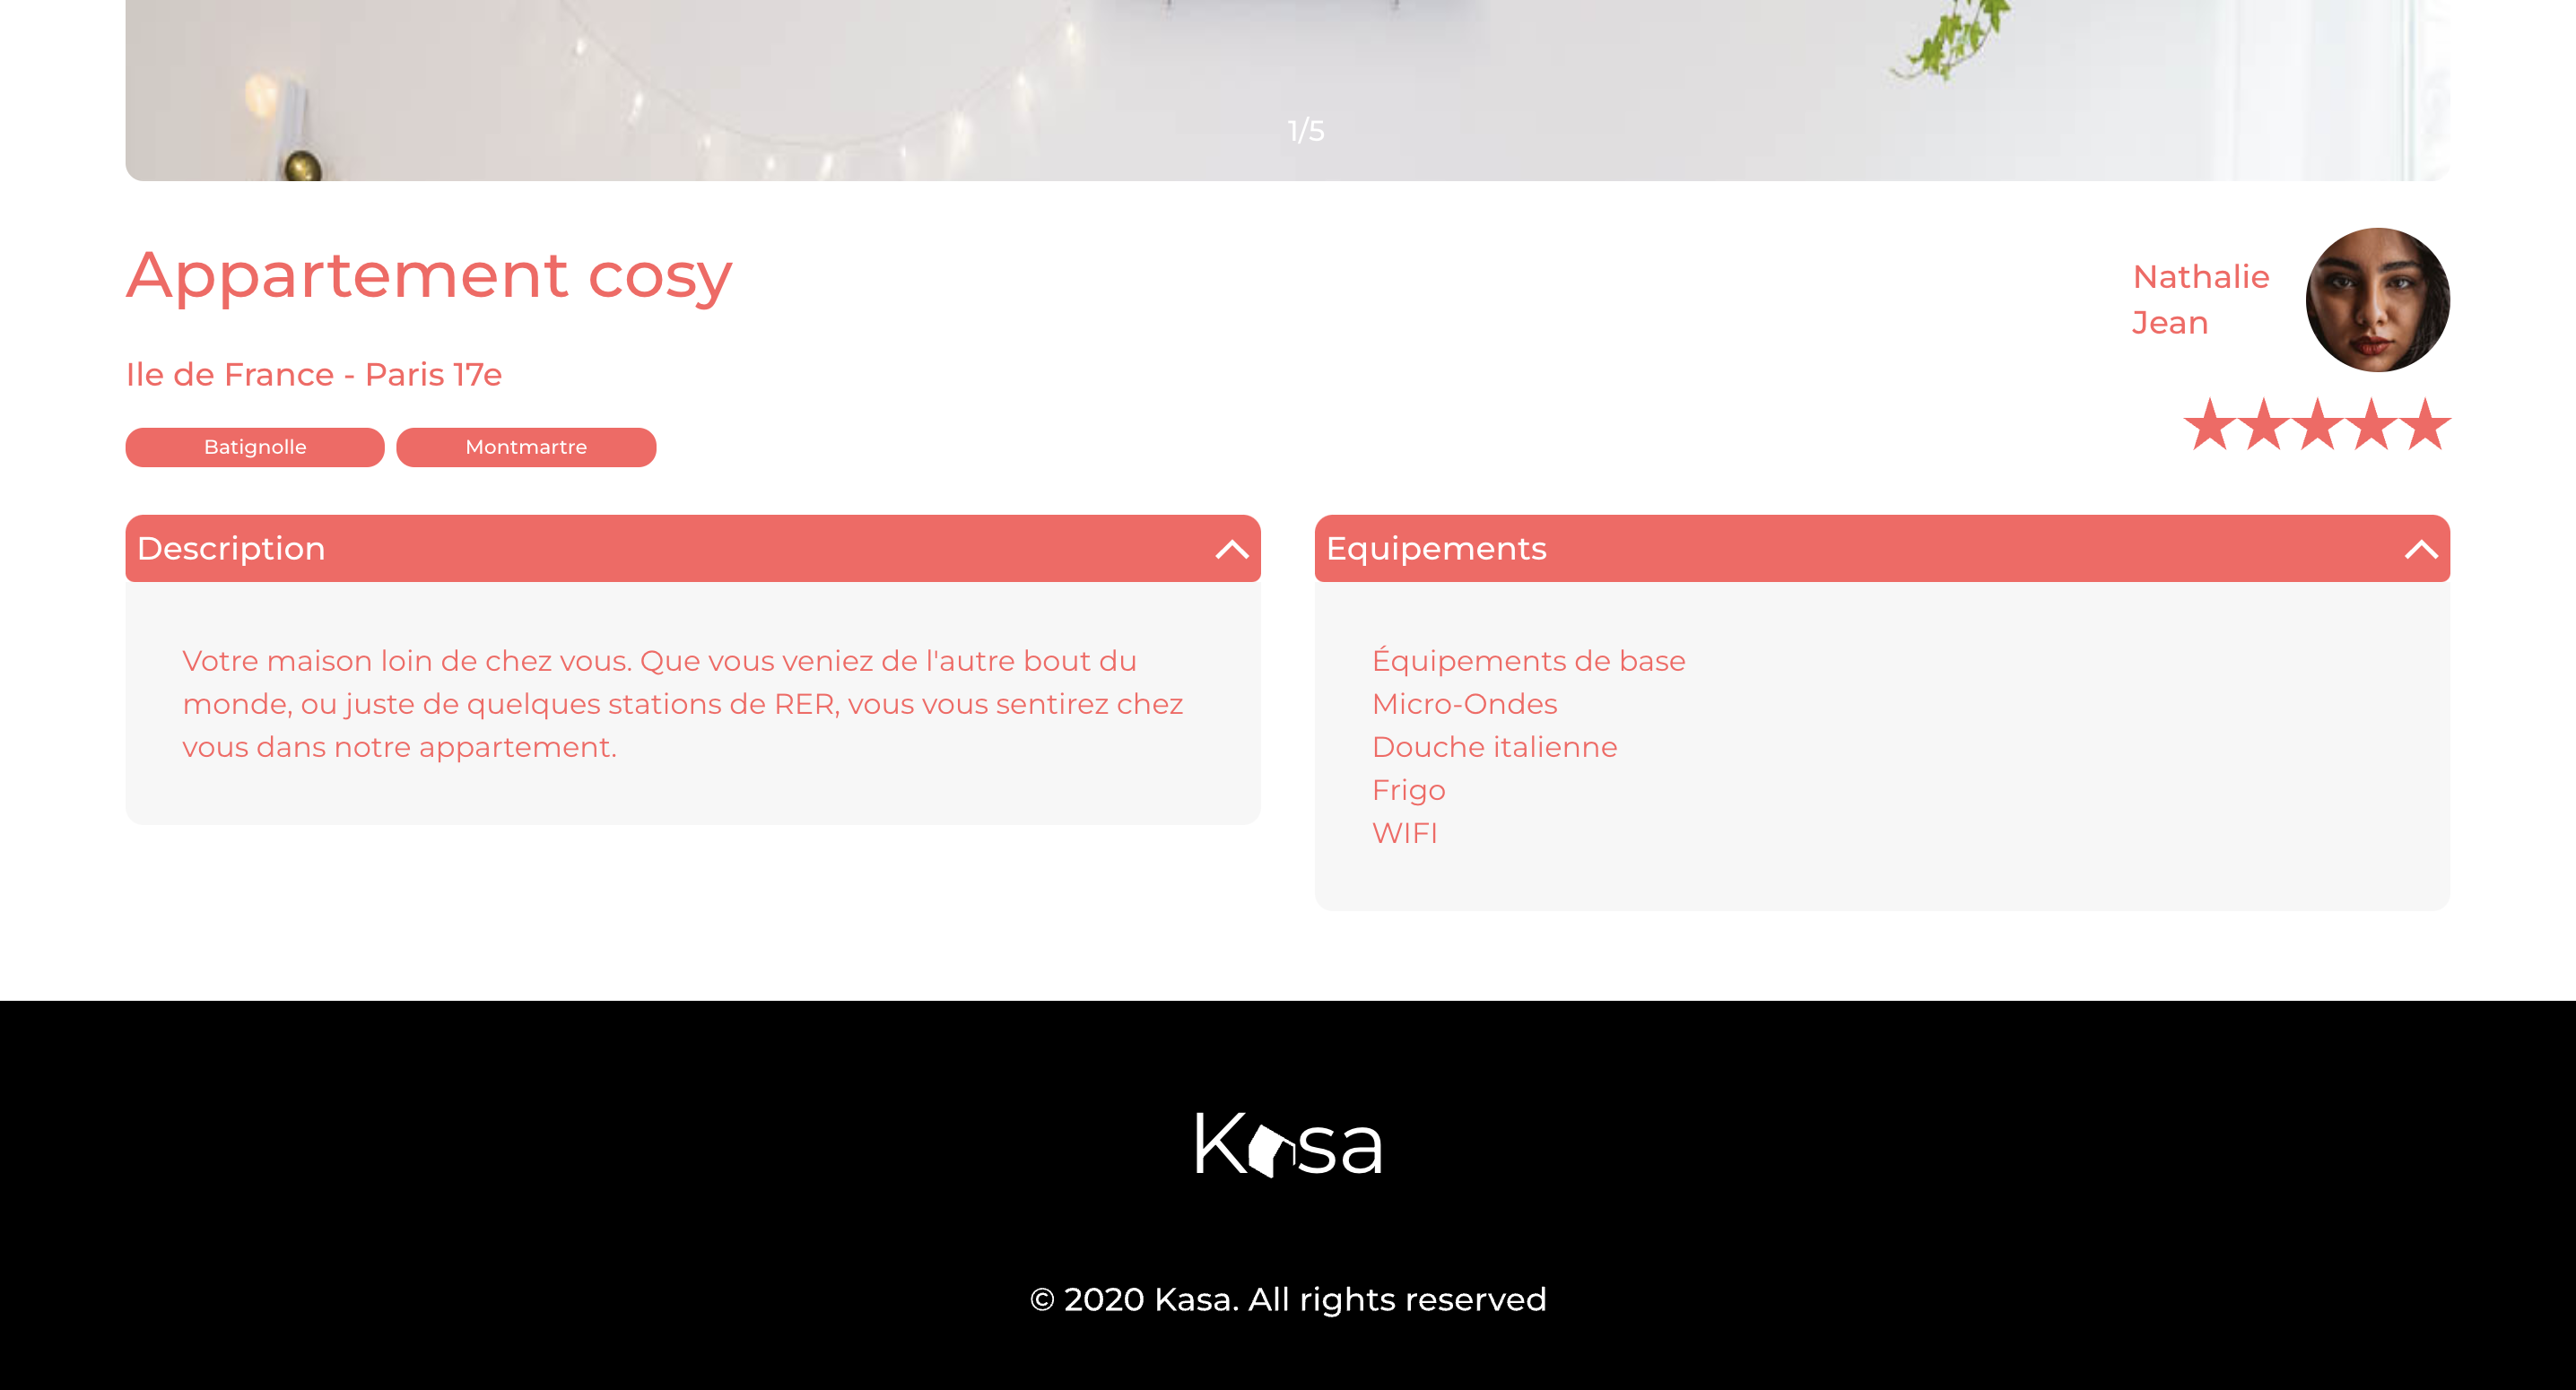 1/5
Appartement cosy
Ile de France - Paris 17e
Batignolle
Montmartre
Nathalie
Jean
Description
Votre maison loin de chez vous. Que vous veniez de l'autre bout du
monde, ou juste de quelques stations de RER, vous vous sentirez chez
vous dans notre appartement.
Equipements
Équipements de base
Micro-Ondes
Douche italienne
Frigo
WIFI
Kasa
© 2020 Kasa. All rights reserved